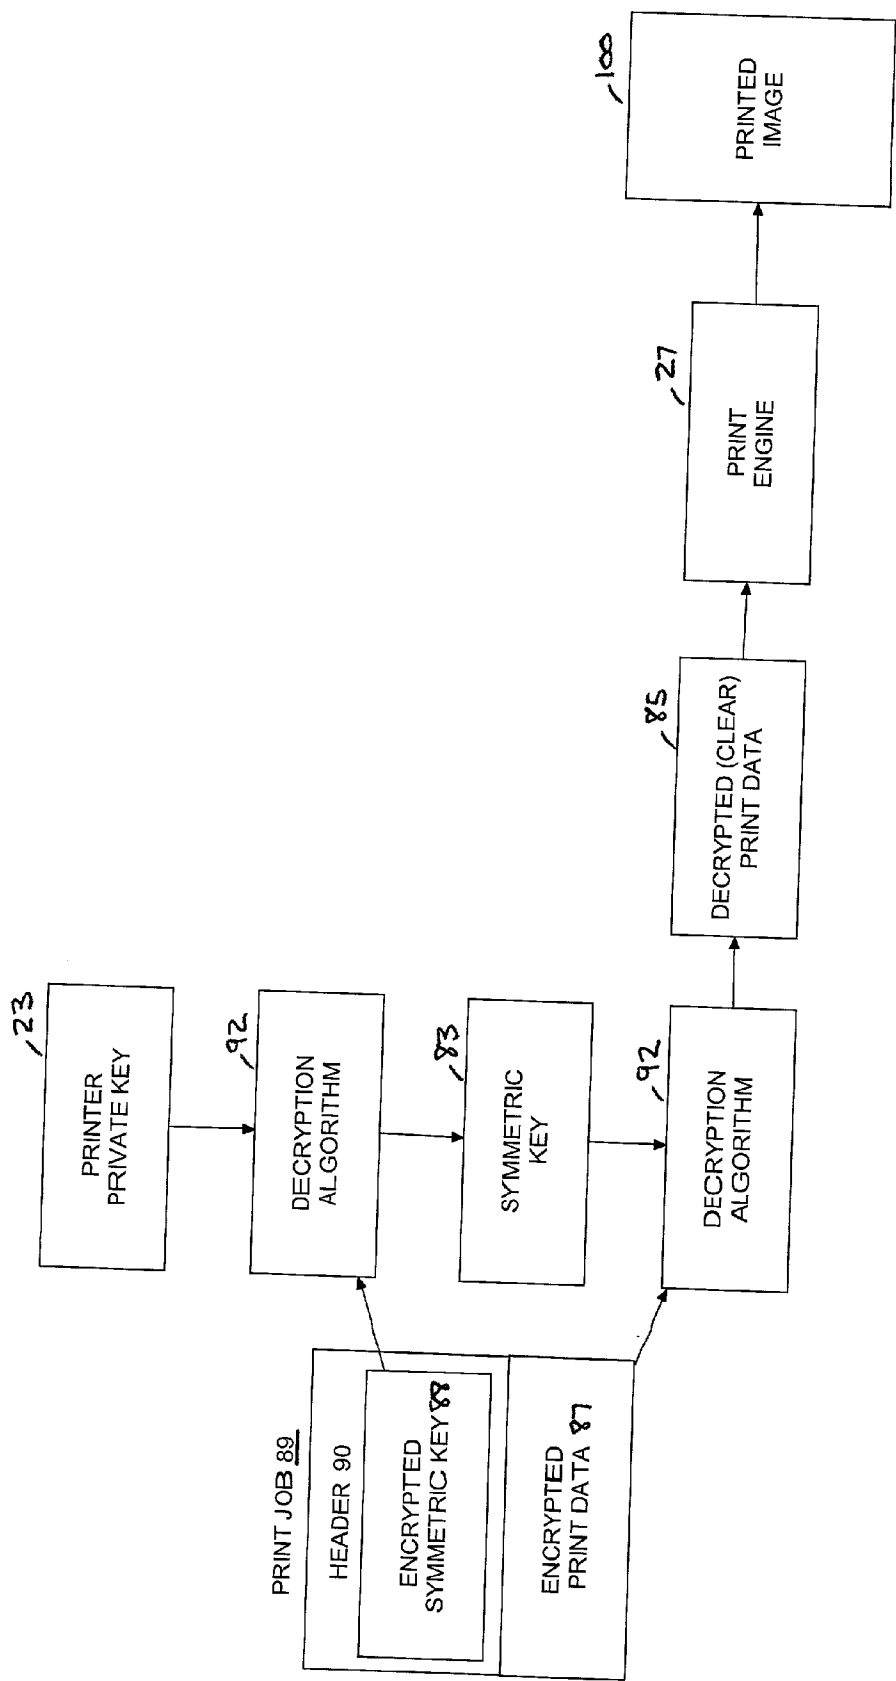 PRINT JOB 89
HEADER 90
ENCRYPTED
SYMMETRIC KEY 88
ENCRYPTED
PRINT DATA 87
23
PRINTER
PRIVATE KEY
92
DECRYPTION
ALGORITHM
83
SYMMETRIC
KEY
92
DECRYPTION
ALGORITHM
85
DECRYPTED (CLEAR)
PRINT DATA
27
PRINT
ENGINE
100
PRINTED
IMAGE